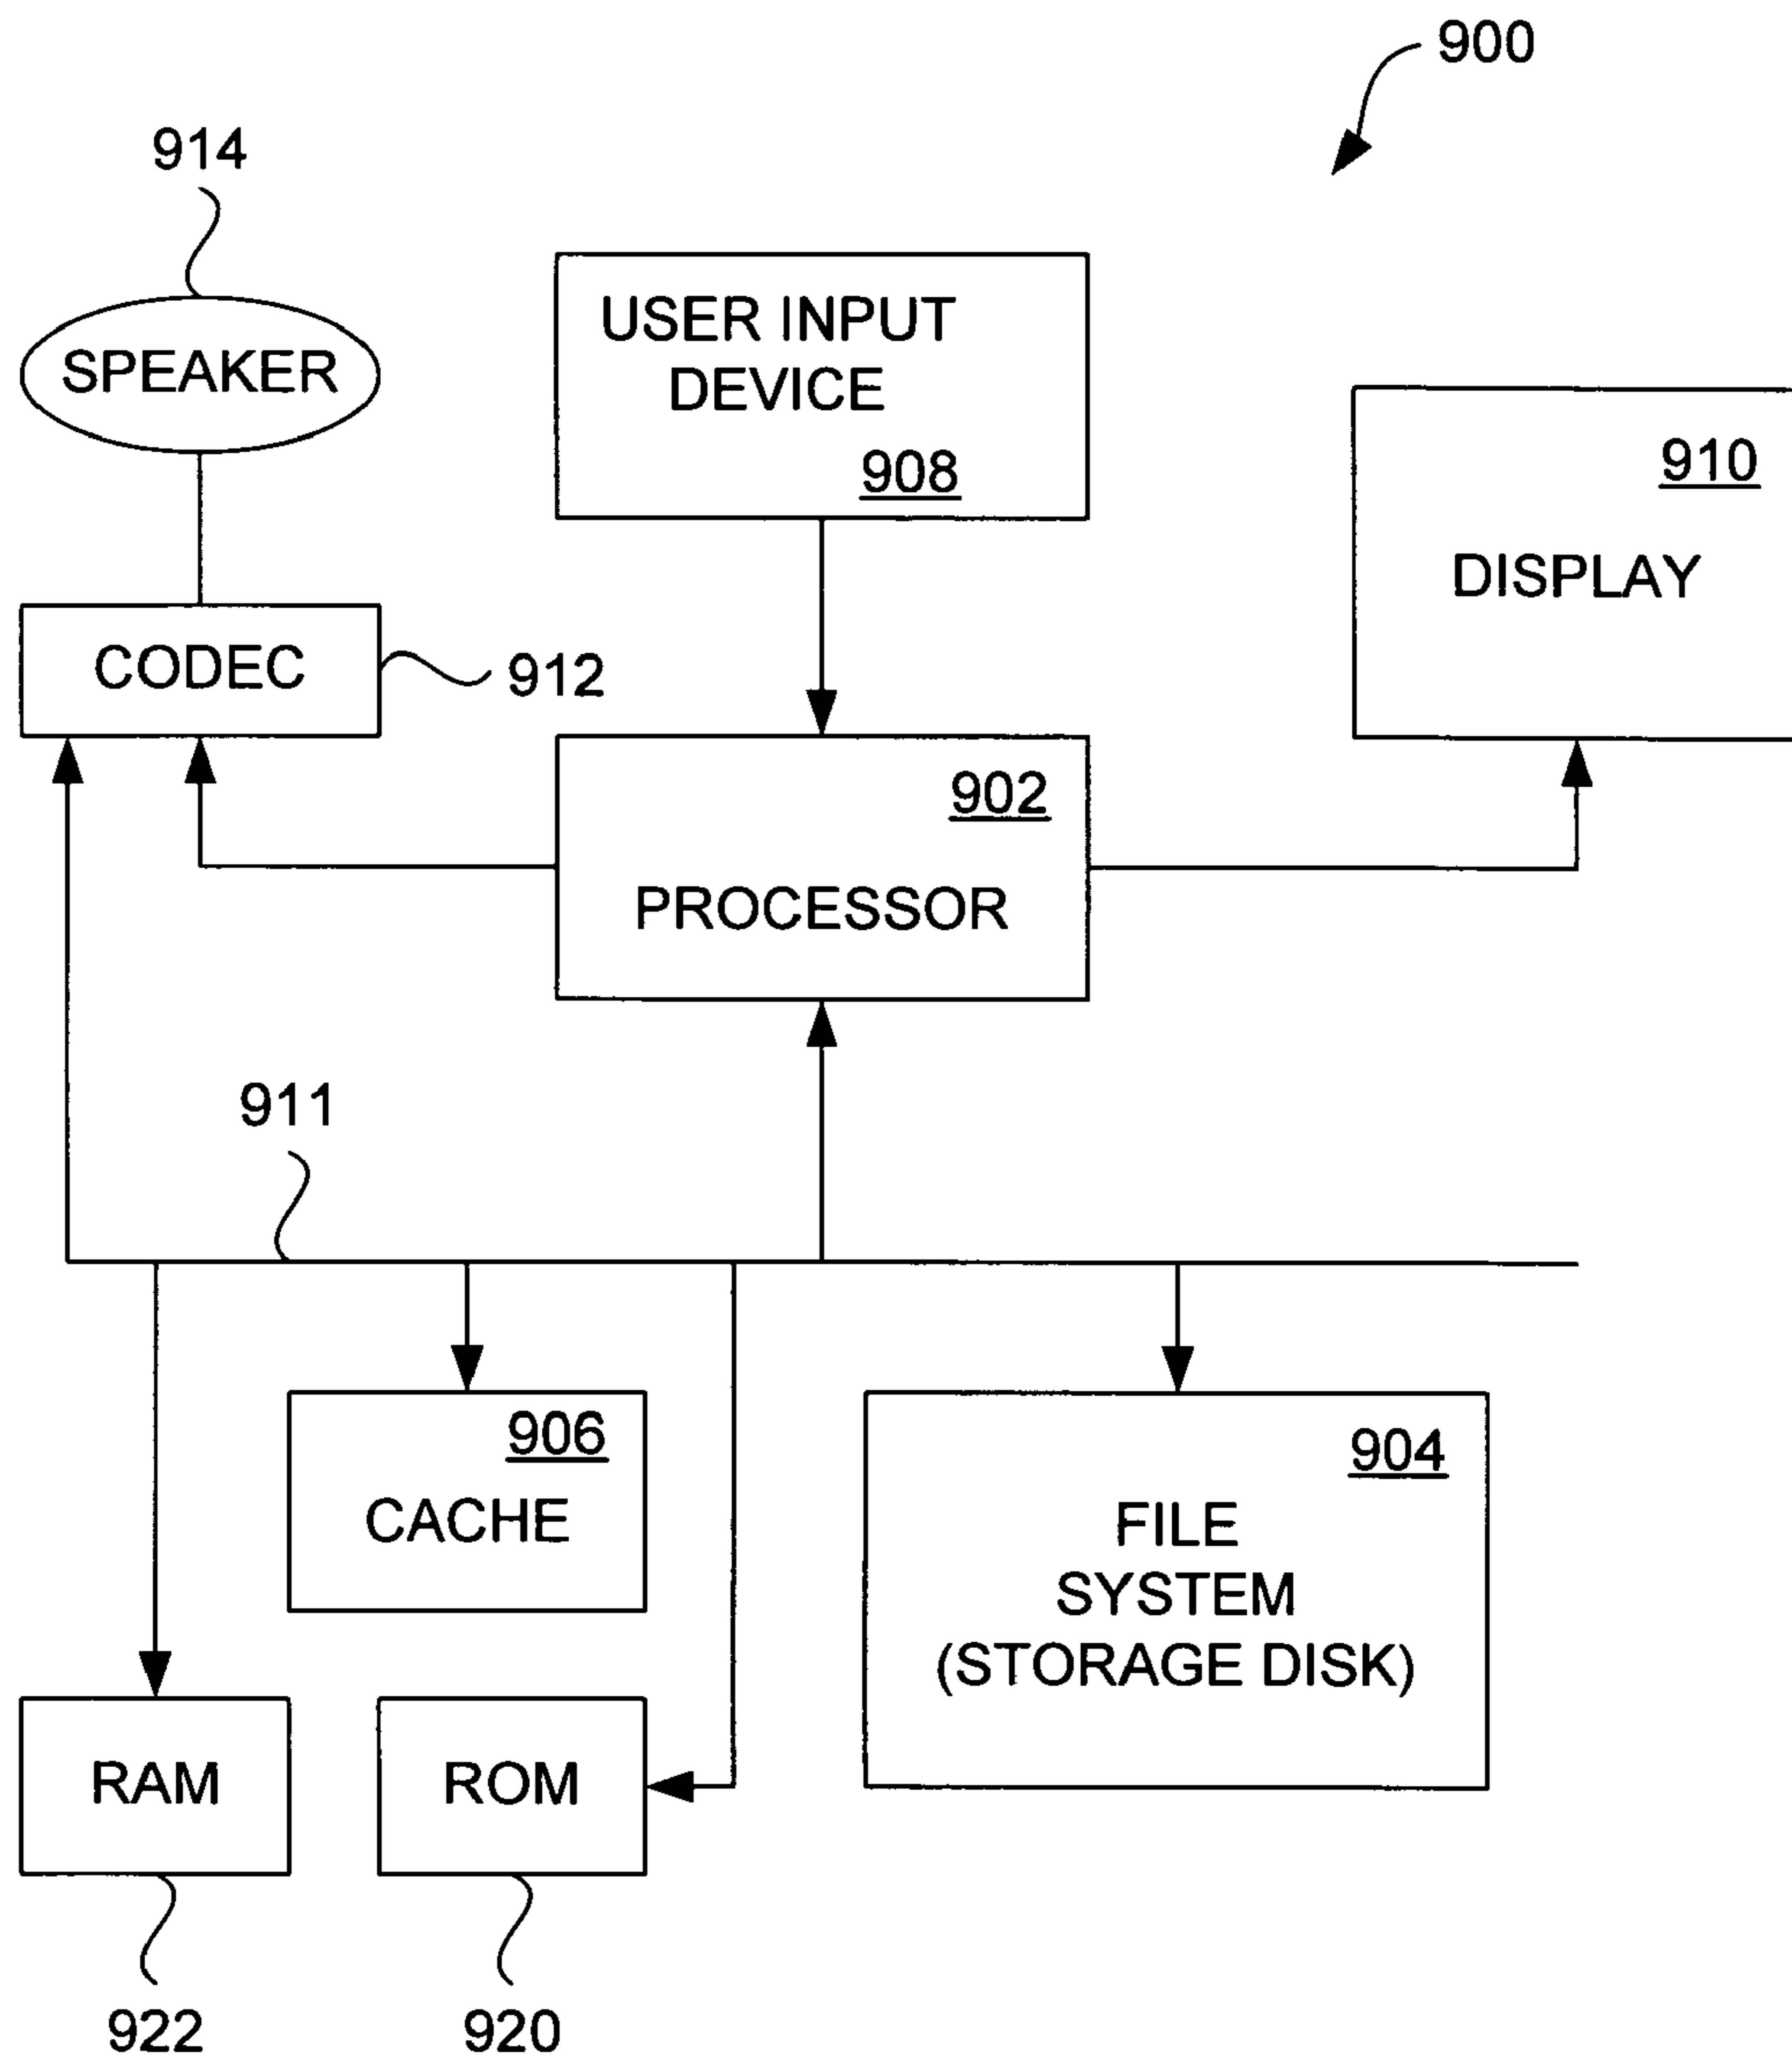 900
914
SPEAKER
USER INPUT
DEVICE
908
910
DISPLAY
CODEC
912
902
PROCESSOR
911
906
CACHE
904
FILE
SYSTEM
(STORAGE DISK)
RAM
ROM
922
920